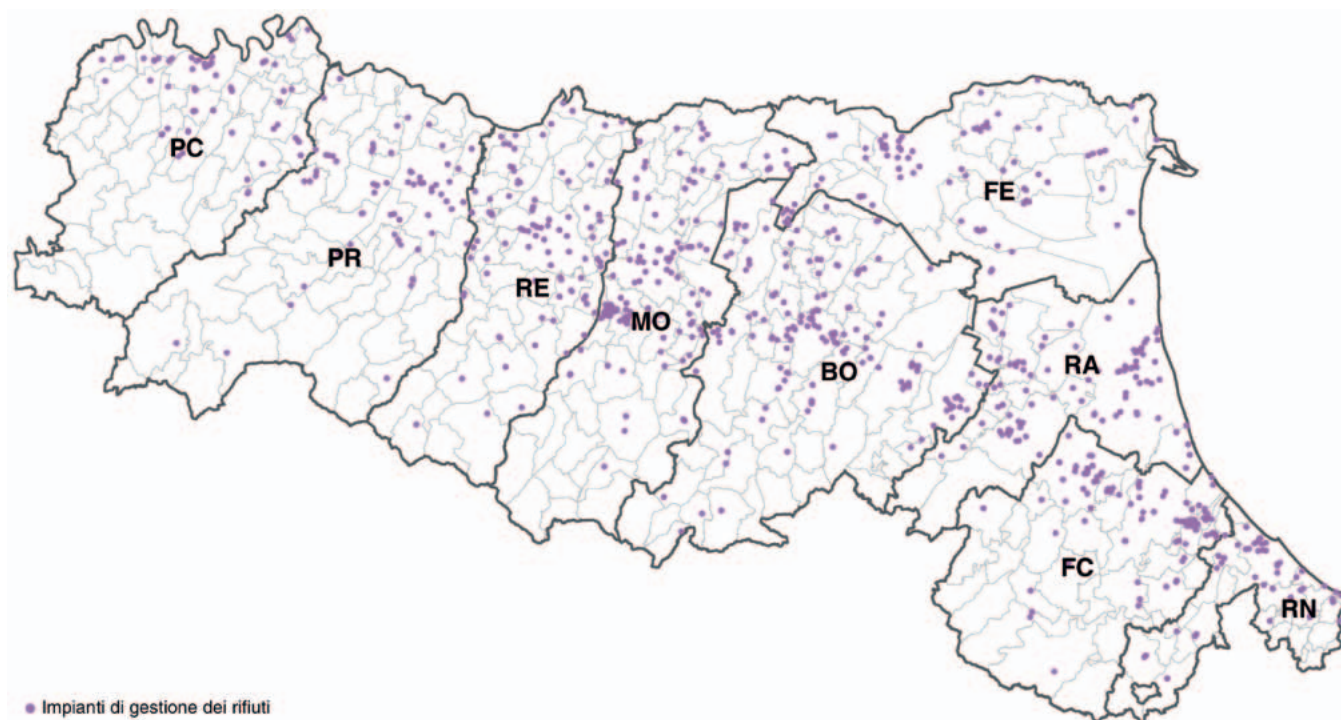 PC
FE
PR
RE
MO
BO
RA
FC
RN
Impianti di gestione dei rifiuti